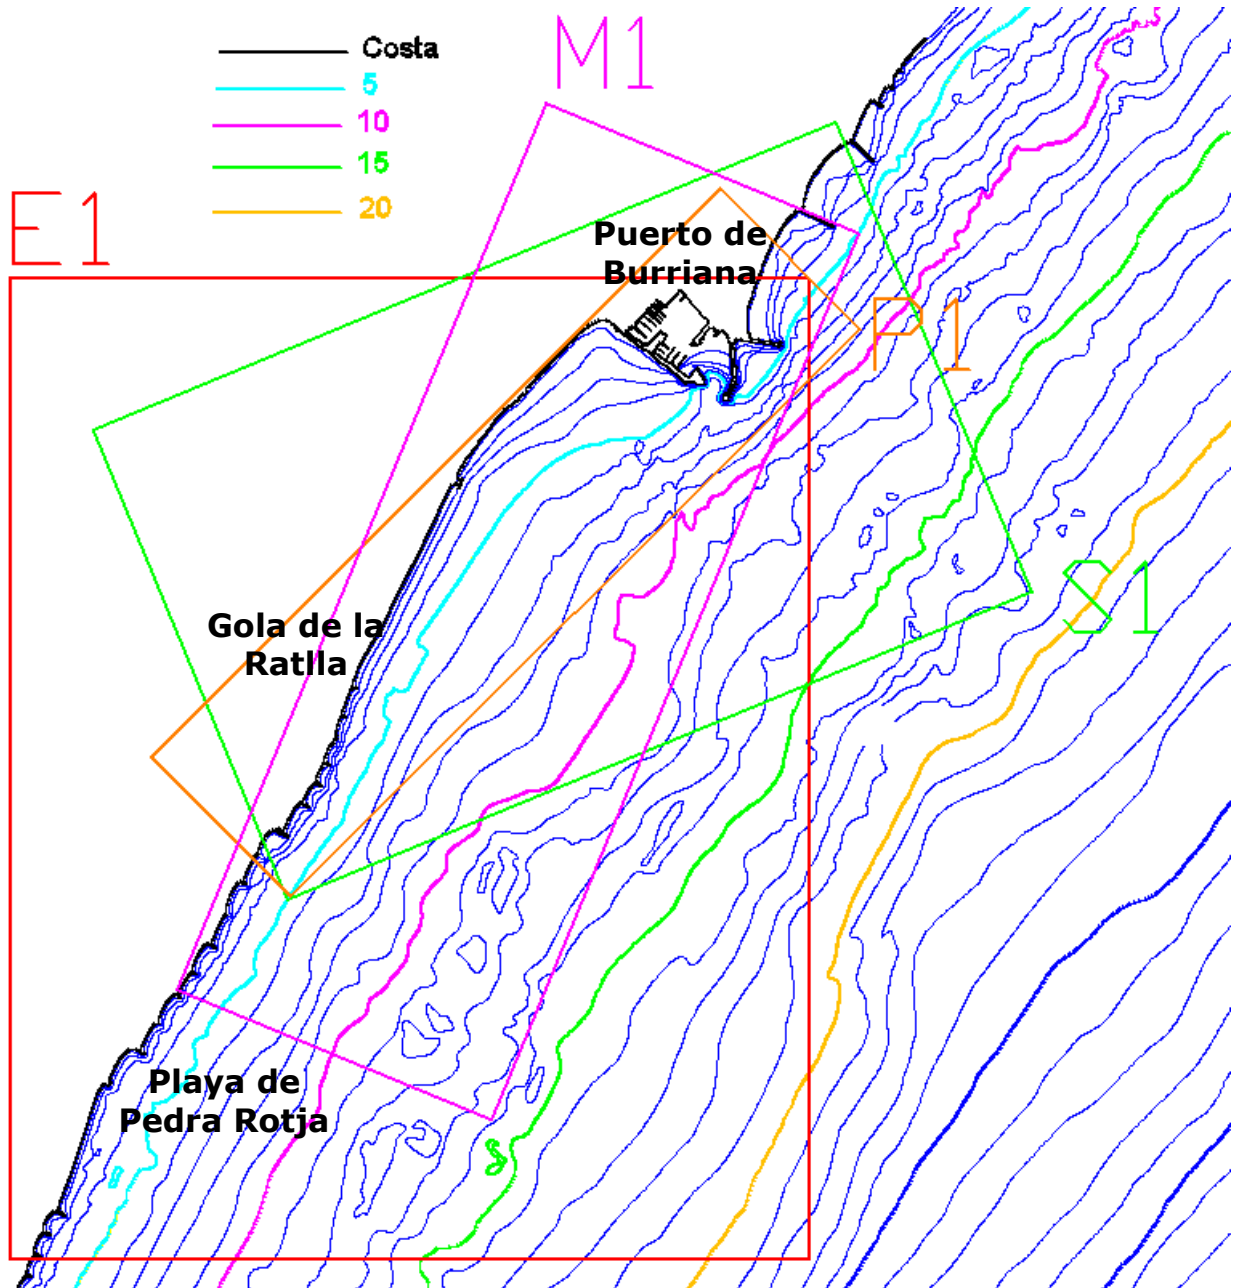 Costa
5
10
15
20
M1
E1
Puerto de
Burriana
P1
S1
Gola de la
Ratlla
Playa de
Pedra Rotja